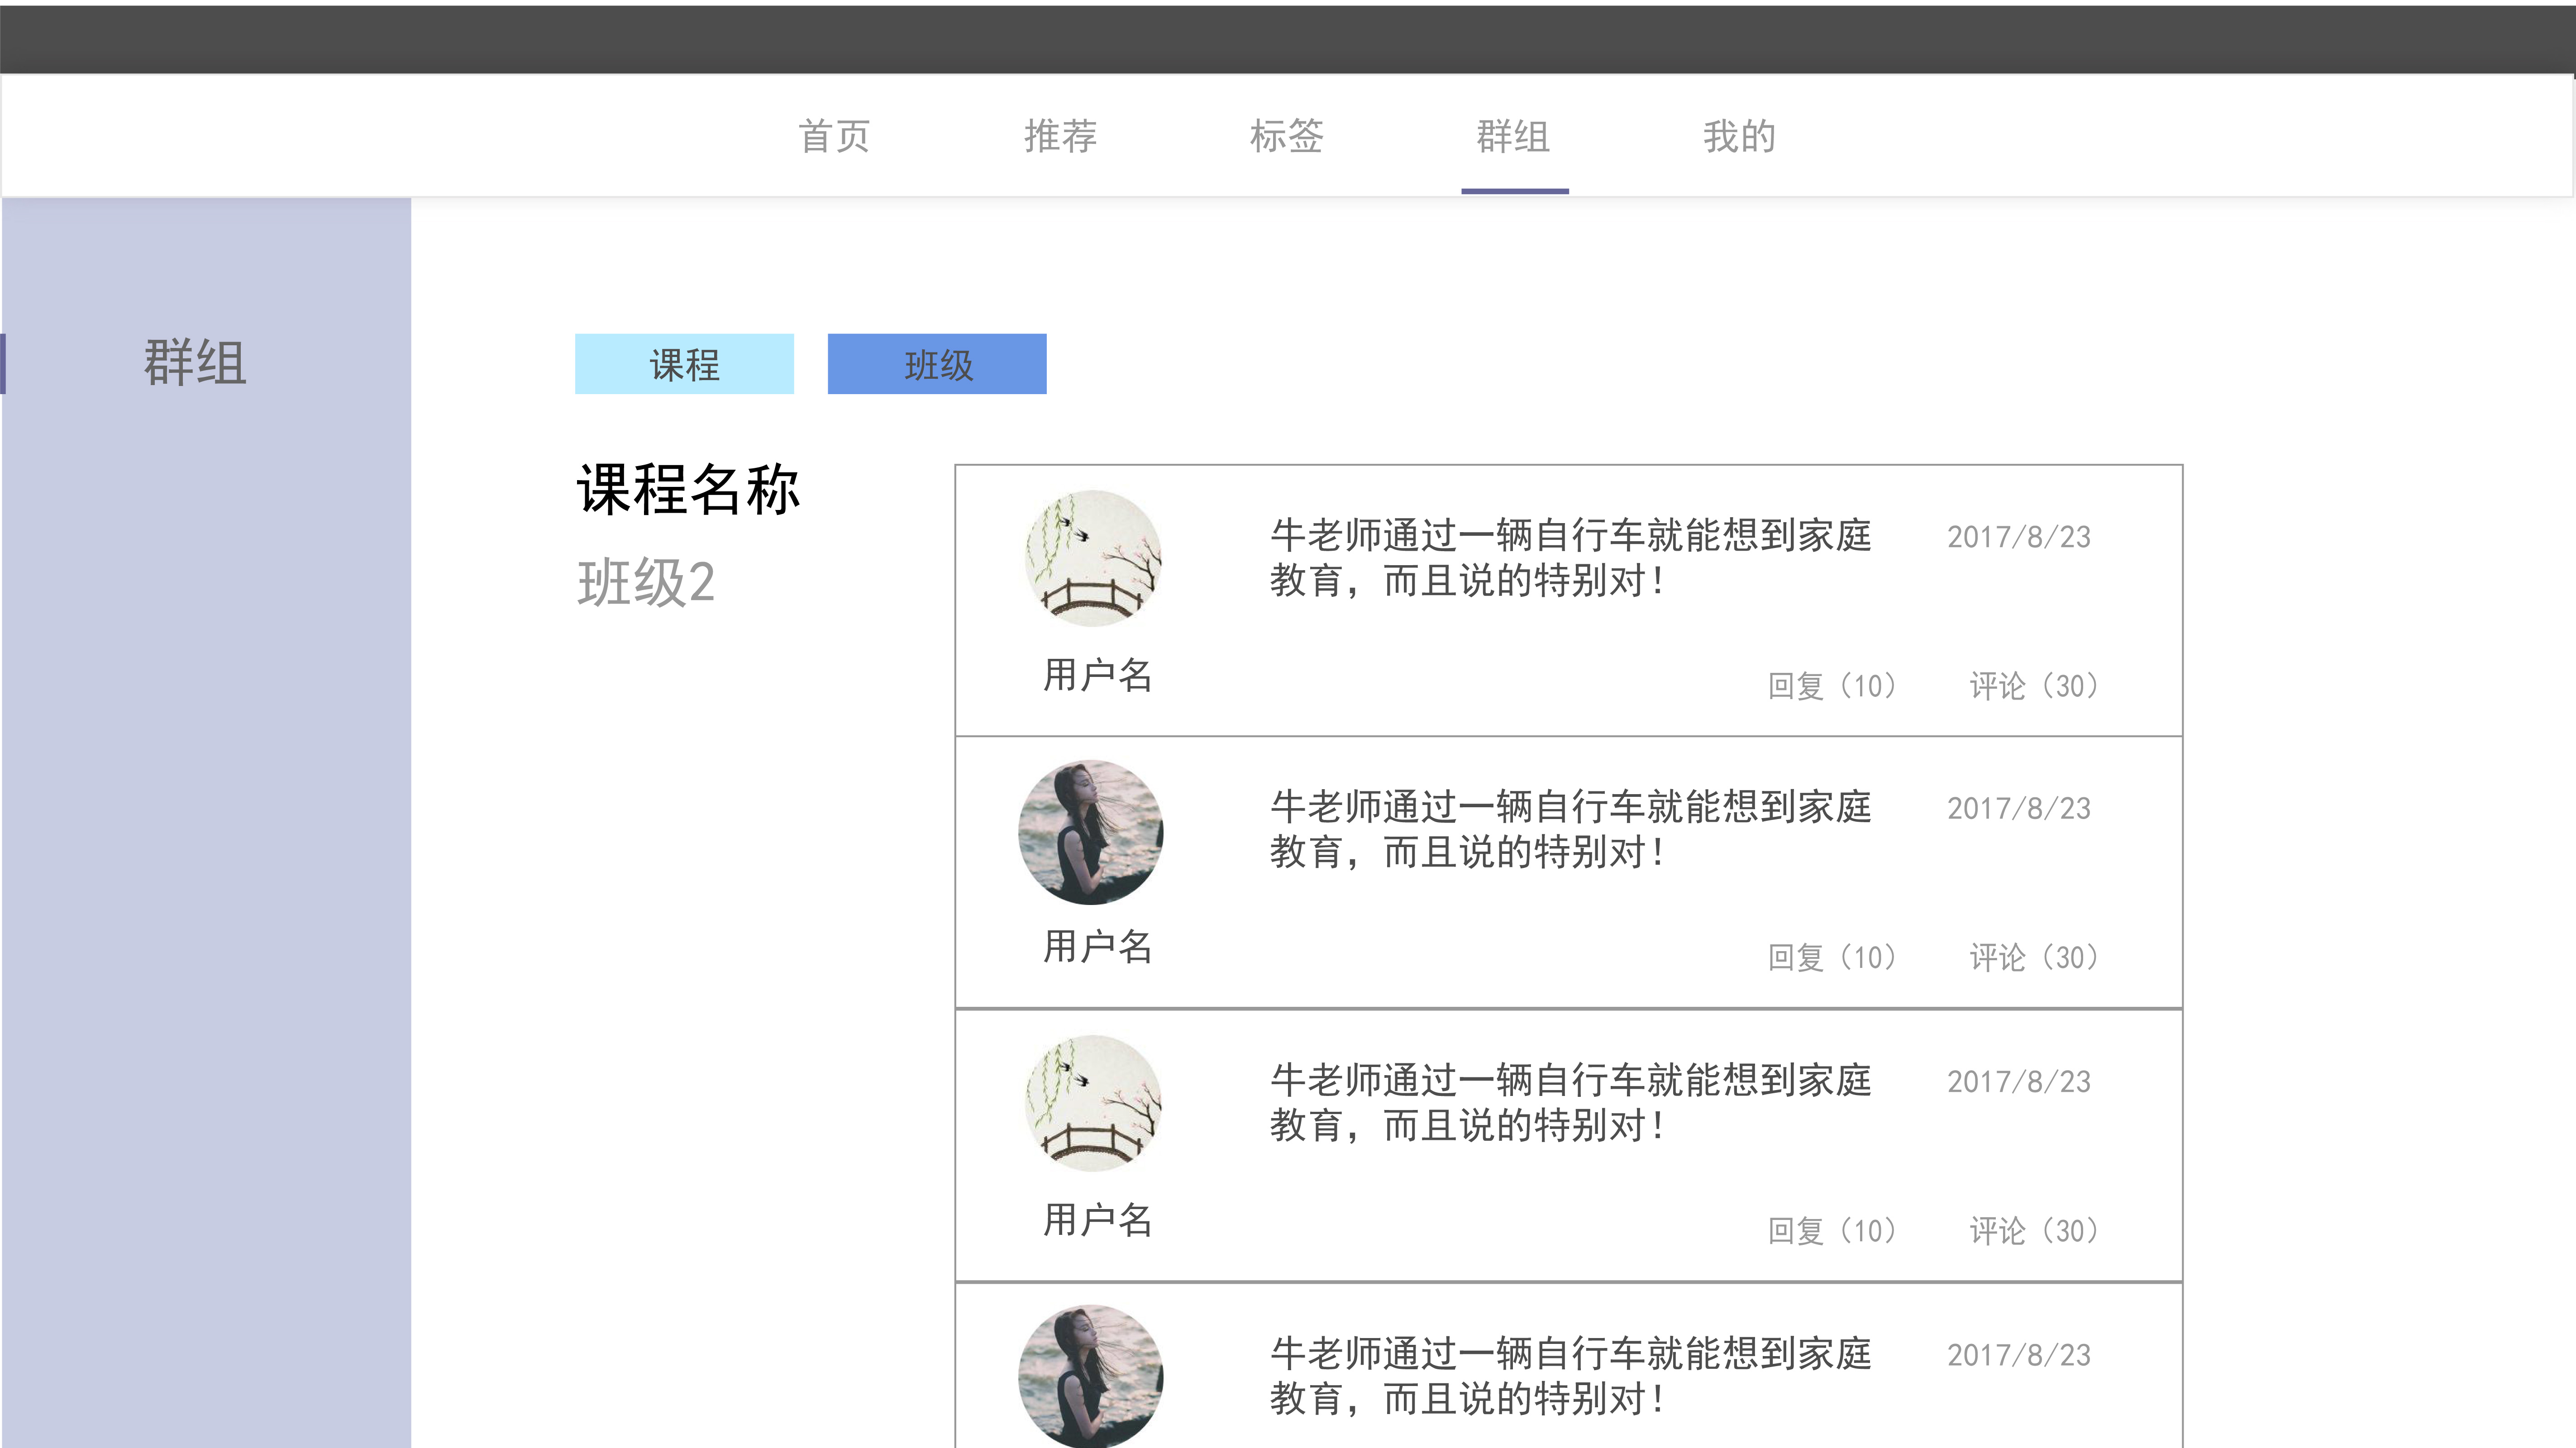 首页 推荐 标签 群组 我的
群组
课程 班级
课程名称
班级2
牛老师通过一辆自行车就能想到家庭 2017/8/23
教育，而且说的特别对！
用户名
回复（10） 评论（30）
牛老师通过一辆自行车就能想到家庭 2017/8/23
教育，而且说的特别对！
用户名
回复（10） 评论（30）
牛老师通过一辆自行车就能想到家庭 2017/8/23
教育，而且说的特别对！
用户名
回复（10） 评论（30）
牛老师通过一辆自行车就能想到家庭 2017/8/23
教育，而且说的特别对！